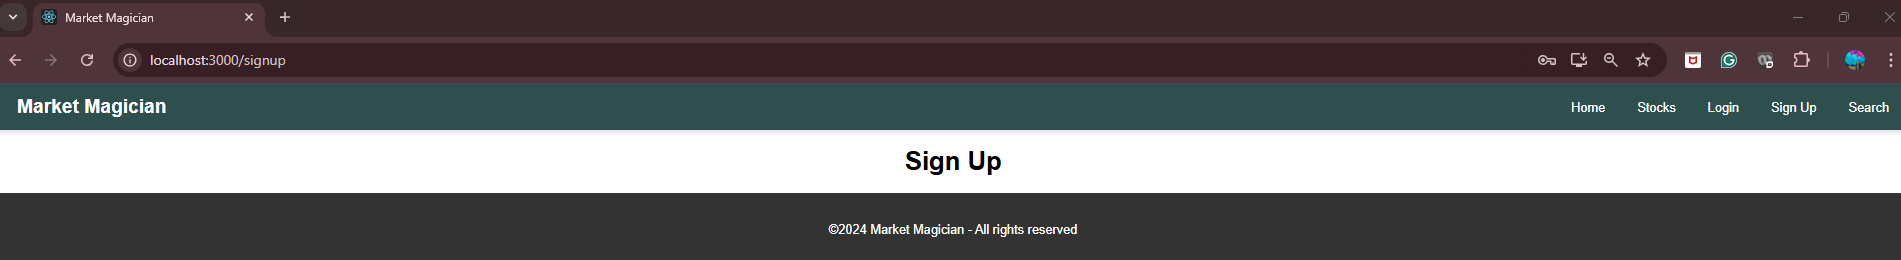 Market Magician
localhost:3000/signup
Market Magician
Home Stocks Login Sign Up Search
Sign Up
©2024 Market Magician - All rights reserved